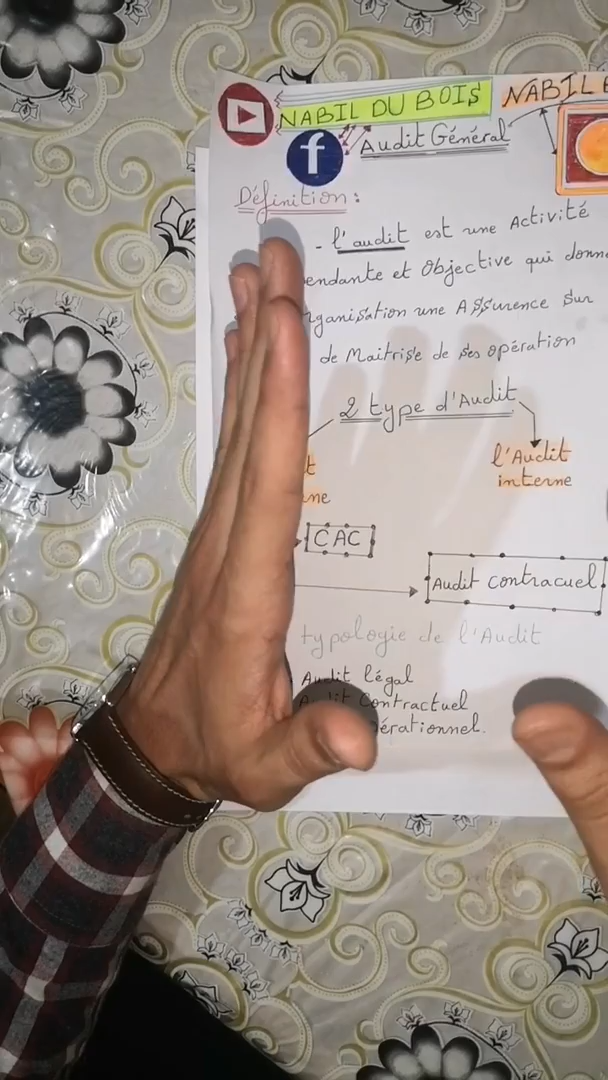 NABIL DU BOIS NABIL
f
Audit Général
Définition :
- l'audit est une Activité
pendante et Objective qui donn
rganisation une Assurence Sur
de Maitrise de ses opération
2 type d'Audit
l'Audit
interne
ne
CAC
Audit Contracuel
typologie de l'Audit
Audit légal
Contractuel
érationnel.